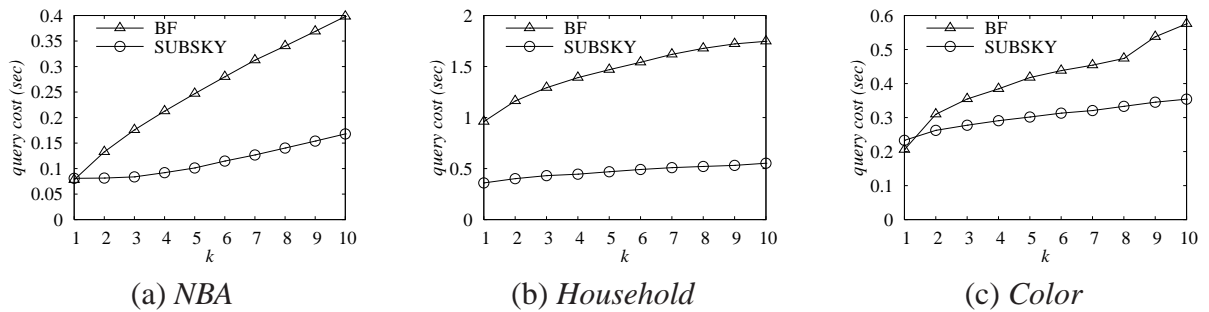 0.4
0.35
0.3
0.25
0.2
0.15
0.1
0.05
0
query cost (sec)
BF
SUBSKY
1 2 3 4 5 6 7 8 9 10
k
(a) NBA
2
1.5
1
0.5
0
query cost (sec)
BF
SUBSKY
1 2 3 4 5 6 7 8 9 10
k
(b) Household
0.6
0.5
0.4
0.3
0.2
0.1
0
query cost (sec)
BF
SUBSKY
1 2 3 4 5 6 7 8 9 10
k
(c) Color